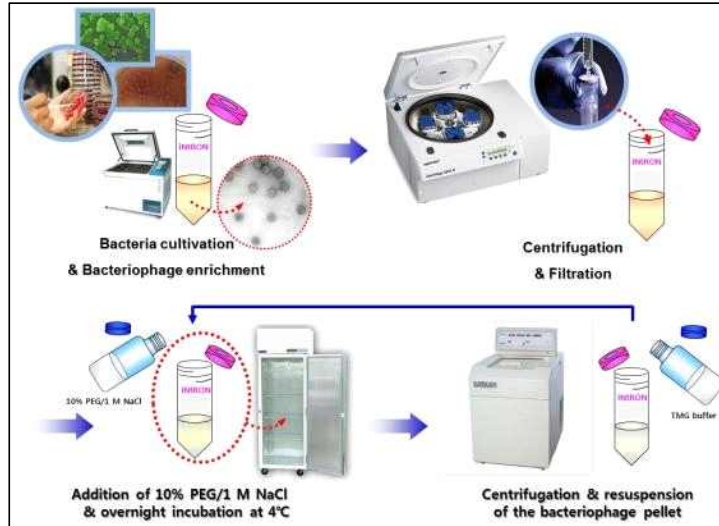 iNtRON
Bacteria cultivation
& Bacteriophage enrichment
iNtRON
Centrifugation
& Filtration
10% PEG/1 M NaCl
iNtRON
Addition of 10% PEG/1 M NaCl
& overnight incubation at 4℃
iNtRON
TMG buffer
Centrifugation & resuspension
of the bacteriophage pellet